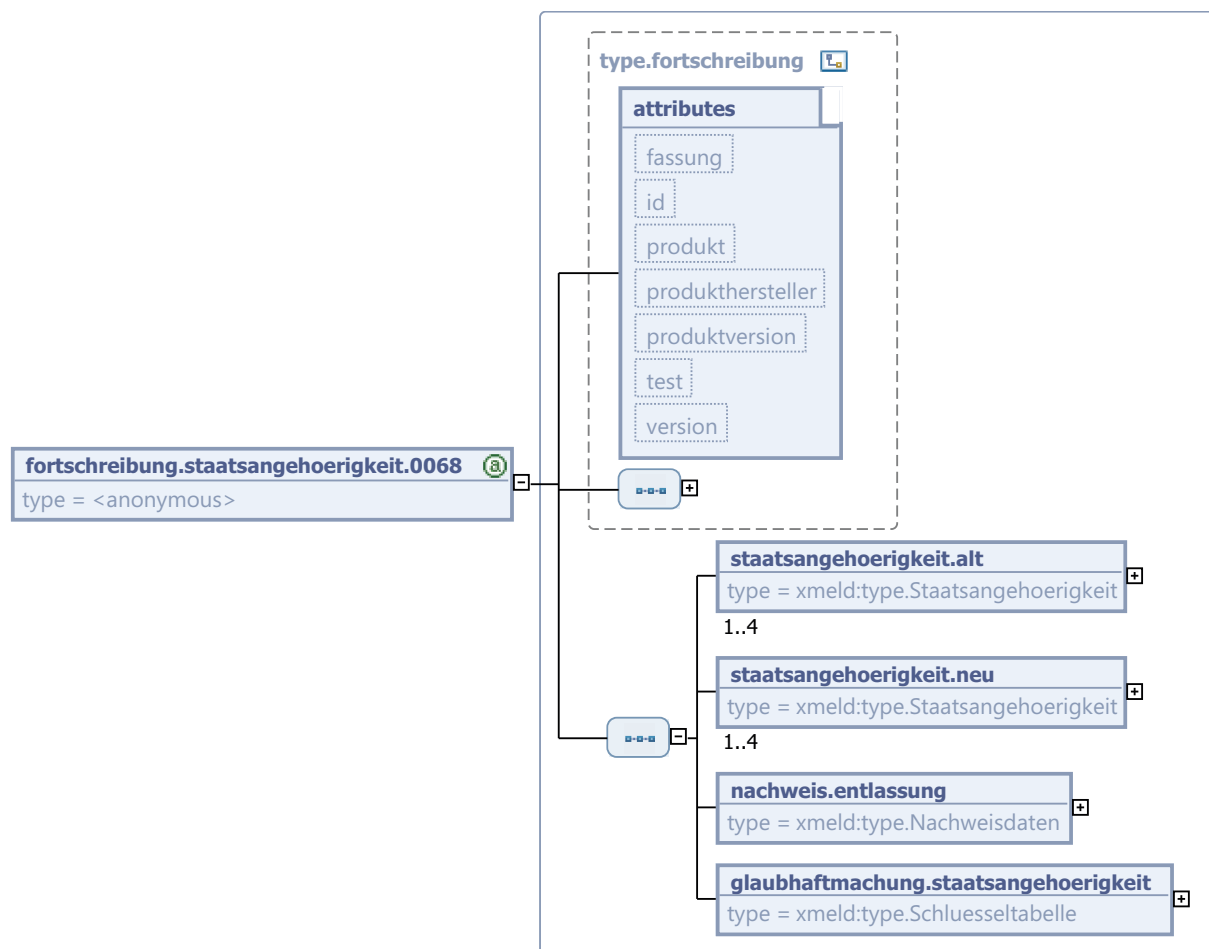 type.fortschreibung
attributes
fassung
id
produkt
produkthersteller
produktversion
test
version
fortschreibung.staatsangehoerigkeit.0068 @
type = <anonymous>
staatsangehoerigkeit.alt
type = xmeld:type.Staatsangehoerigkeit
1..4
staatsangehoerigkeit.neu
type = xmeld:type.Staatsangehoerigkeit
1..4
nachweis.entlassung
type = xmeld:type.Nachweisdaten
glaubhaftmachung.staatsangehoerigkeit
type = xmeld:type.Schluesseltabelle